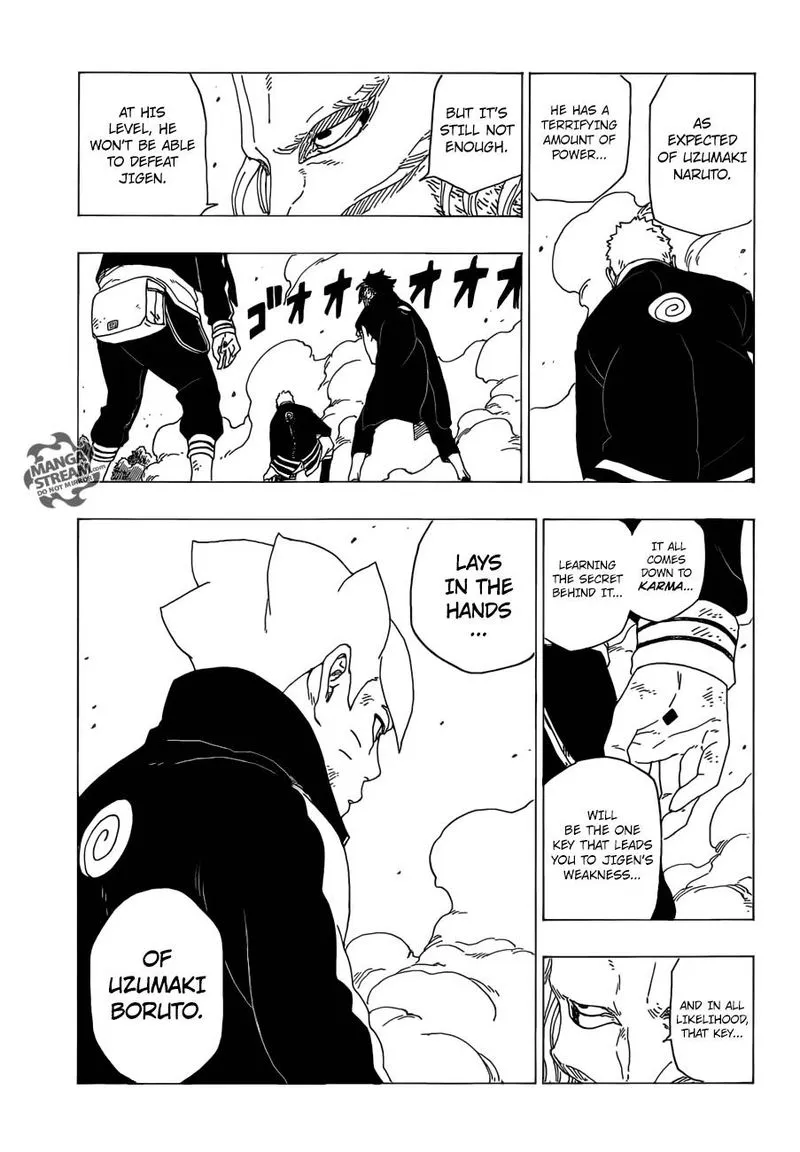 AS
EXPECTED
OF UZUMAKI
NARUTO.
HE HAS A
TERRIFYING
AMOUNT OF
POWER...
BUT IT'S
STILL NOT
ENOUGH.
AT HIS
LEVEL, HE
WON'T BE ABLE
TO DEFEAT
JIGEN.
ゴオオオオオオ
MANGA
STREAM.com
DO NOT MIRROR
IT ALL
COMES
DOWN TO
KARMA...
LEARNING
THE SECRET
BEHIND IT...
WILL
BE THE ONE
KEY THAT LEADS
YOU TO JIGEN'S
WEAKNESS...
AND IN ALL
LIKELIHOOD,
THAT KEY...
LAYS
IN THE
HANDS
...
OF
UZUMAKI
BORUTO.